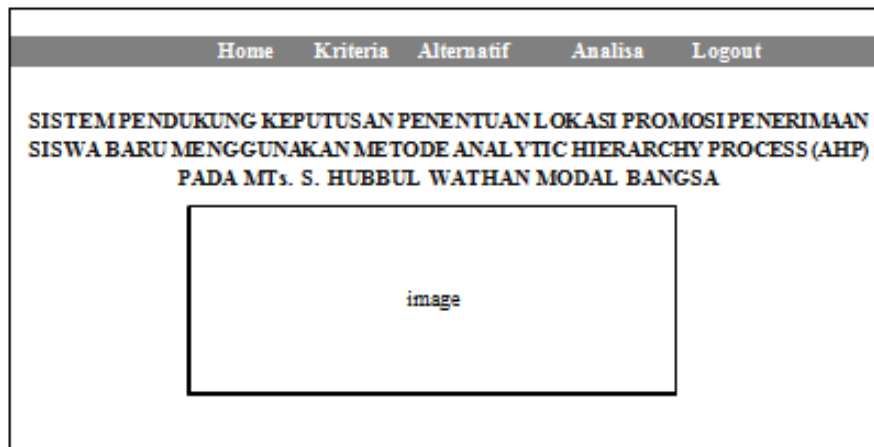 Home Kriteria Alternatif Analisa Logout
SISTEM PENDUKUNG KEPUTUSAN PENENTUAN LOKASI PROMOSI PENERIMAAN
SISWA BARU MENGGUNAKAN METODE ANALYTIC HIERARCHY PROCESS (AHP)
PADA MTs. S. HUBBUL WATHAN MODAL BANGSA
image